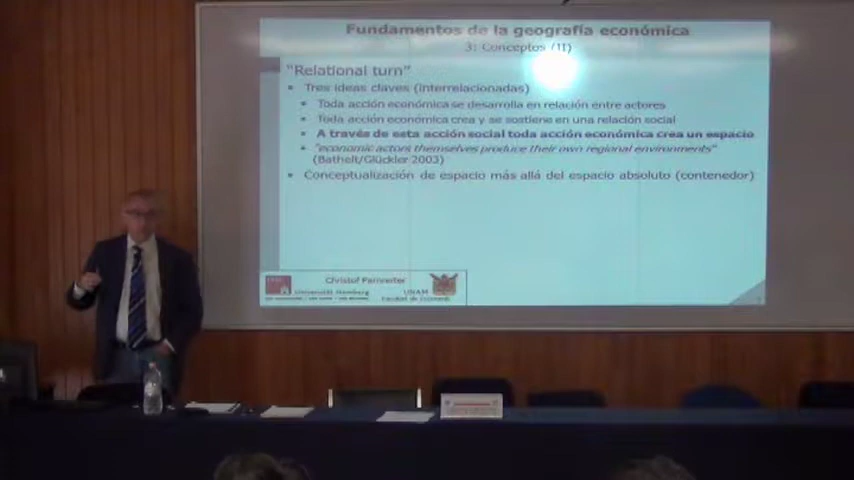 Fundamentos de la geografía económica
3: Conceptos (II)
"Relational turn"
Tres ideas claves (interrelacionadas)
Toda acción económica se desarrolla en relación entre actores
Toda acción económica crea y se sostiene en una relación social
A través de esta acción social toda acción económica crea un espacio
"economic actors themselves produce their own regional environments"
(Bathelt/Glückler 2003)
Conceptualización de espacio más allá del espacio absoluto (contenedor)
Christof Parnreiter
Universität Hamburg
UNAM
Facultad de Economía